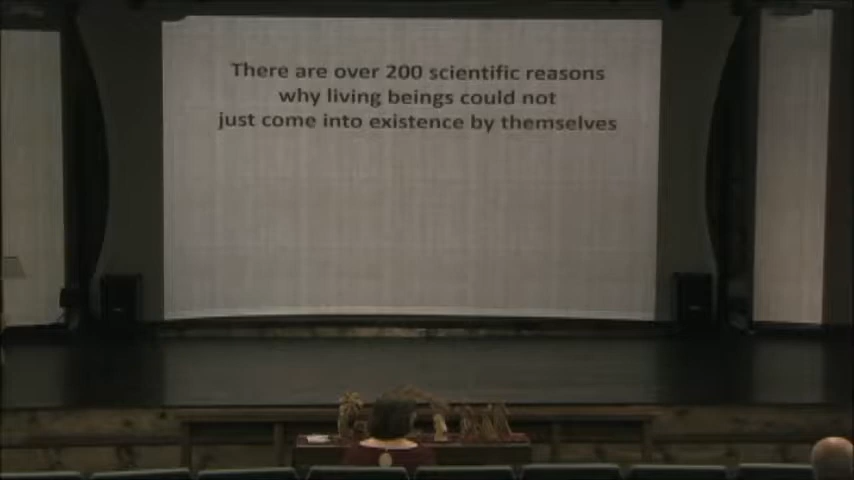 There are over 200 scientific reasons
why living beings could not
just come into existence by themselves